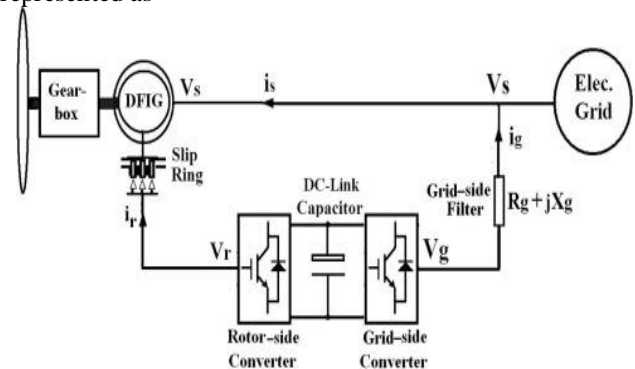 represented as
Gear-
box
DFIG
Vs
is
Vs
Elec.
Grid
ig
Slip
Ring
DC-Link
Capacitor
Grid-side
Filter
Rg+jXg
ir
Vr
Vg
Rotor-side
Converter
Grid-side
Converter